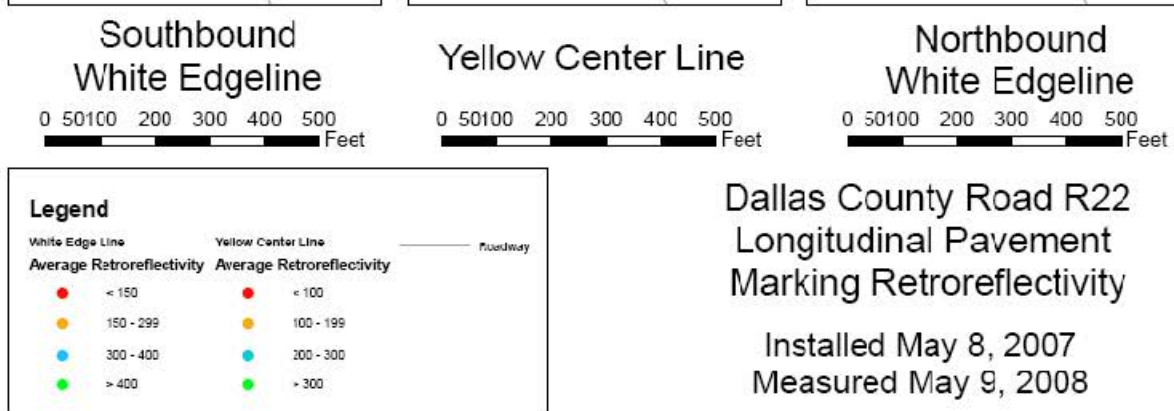 Southbound
White Edgeline
0 50100 200 300 400 500
Feet
Yellow Center Line
0 50100 200 300 400 500
Feet
Northbound
White Edgeline
0 50100 200 300 400 500
Feet
Legend
White Edge Line
Average Retroreflectivity
< 150
150 - 299
300 - 400
> 400
Yellow Center Line
Average Retroreflectivity
< 100
100 - 199
200 - 300
> 300
Roadway
Dallas County Road R22
Longitudinal Pavement
Marking Retroreflectivity
Installed May 8, 2007
Measured May 9, 2008